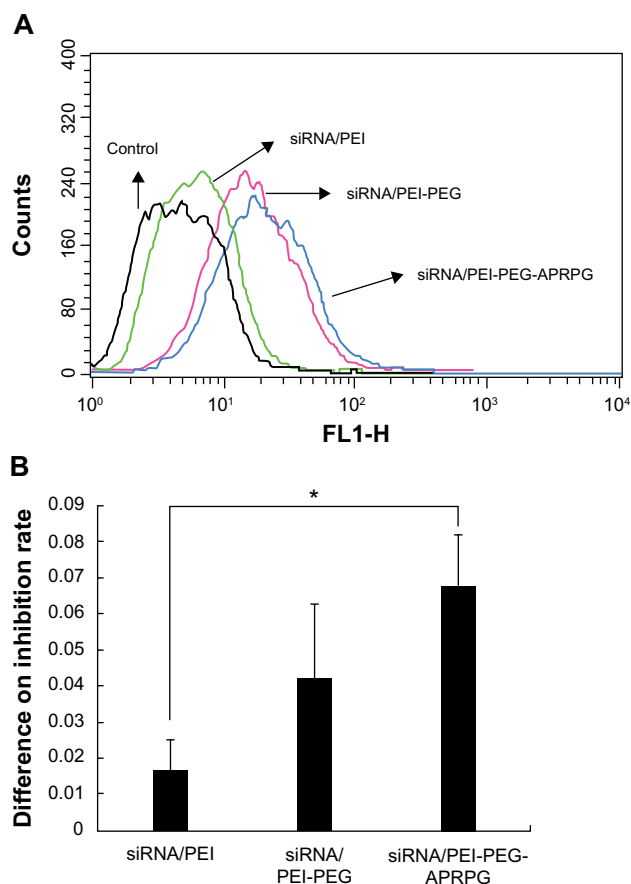 A
Counts
400
320
240
160
80
0
Control
siRNA/PEI
siRNA/PEI-PEG
siRNA/PEI-PEG-APRPG
10⁰
10¹
10²
10³
10⁴
FL1-H
B
Difference on inhibition rate
0.09
0.08
0.07
0.06
0.05
0.04
0.03
0.02
0.01
0
*
siRNA/PEI
siRNA/
PEI-PEG
siRNA/PEI-PEG-
APRPG